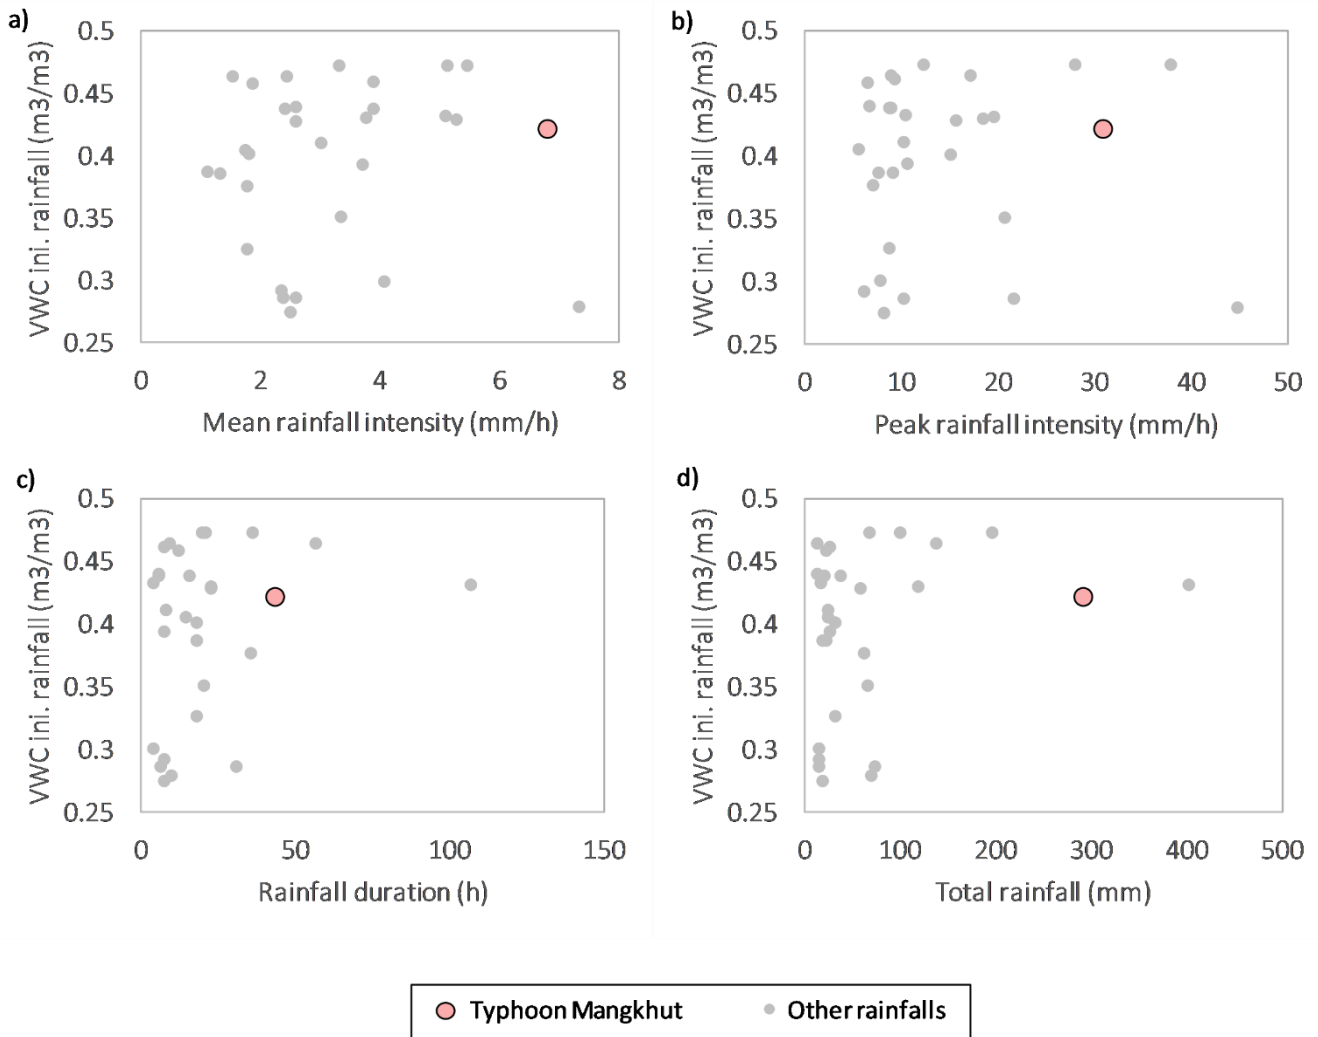 a)
VWC ini. rainfall (m3/m3)
0.5
0.45
0.4
0.35
0.3
0.25
0 2 4 6 8
Mean rainfall intensity (mm/h)
b)
VWC ini. rainfall (m3/m3)
0.5
0.45
0.4
0.35
0.3
0.25
0 10 20 30 40 50
Peak rainfall intensity (mm/h)
c)
VWC ini. rainfall (m3/m3)
0.5
0.45
0.4
0.35
0.3
0.25
0 50 100 150
Rainfall duration (h)
d)
VWC ini. rainfall (m3/m3)
0.5
0.45
0.4
0.35
0.3
0.25
0 100 200 300 400 500
Total rainfall (mm)
Typhoon Mangkhut Other rainfalls